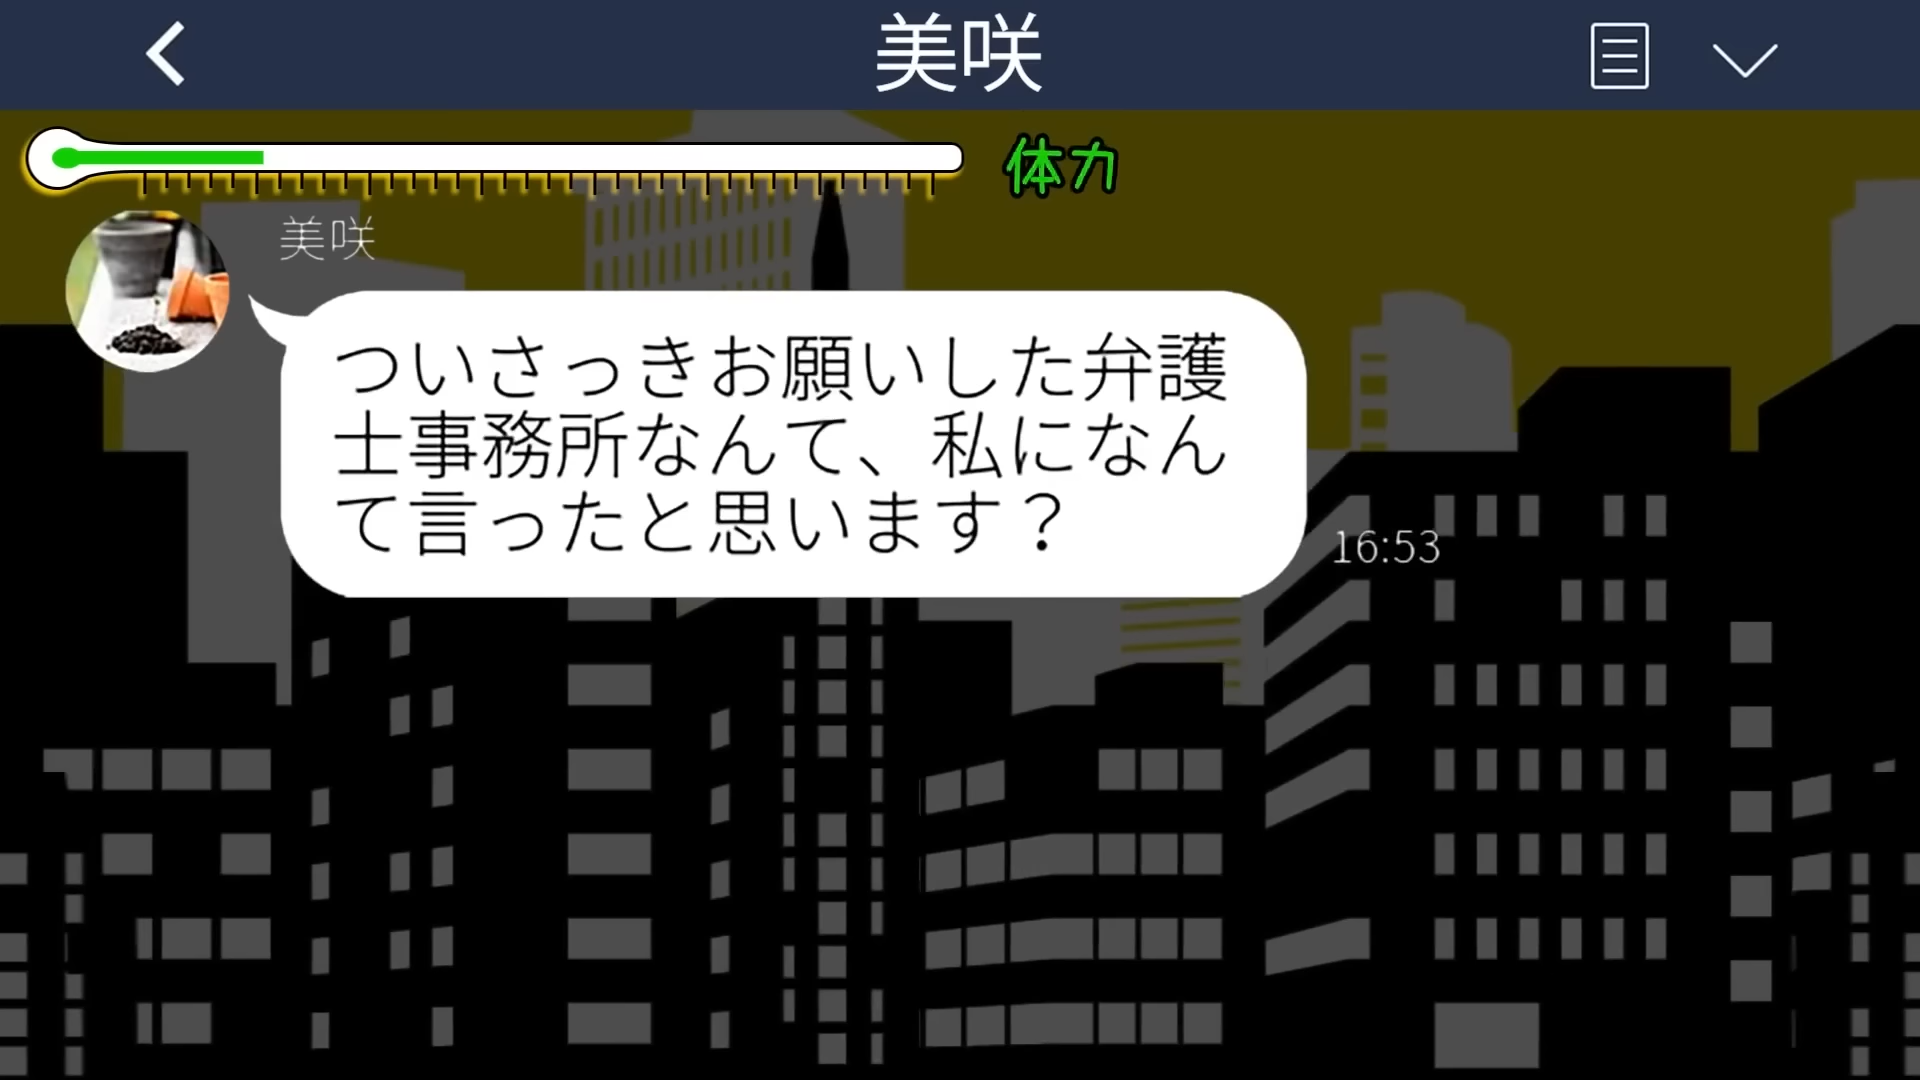 美咲
体力
美咲
ついさっきお願いした弁護
士事務所なんて、私になん
て言ったと思います？
16:53